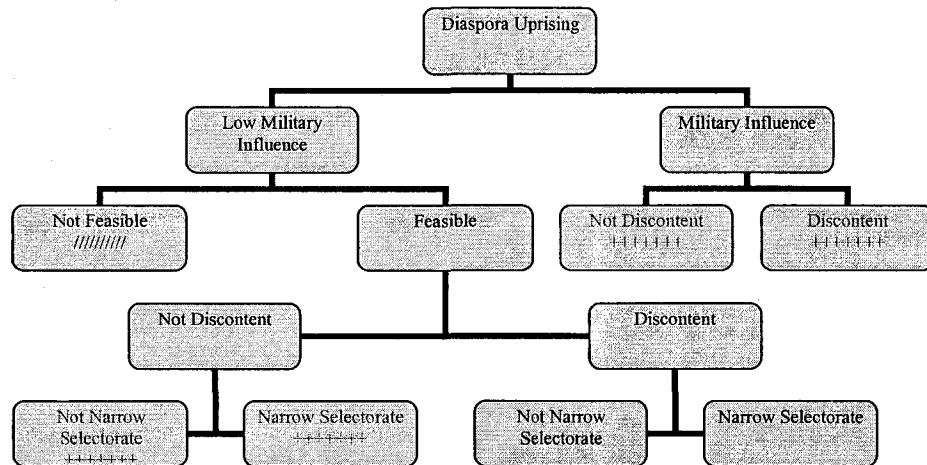 Diaspora Uprising
Low Military
Influence
Military Influence
Not Feasible
//////////
Feasible
Not Discontent
+++++++
Discontent
+++++++
Not Discontent
Discontent
Not Narrow
Selectorate
+++++++
Narrow Selectorate
+++++++
Not Narrow
Selectorate
Narrow Selectorate